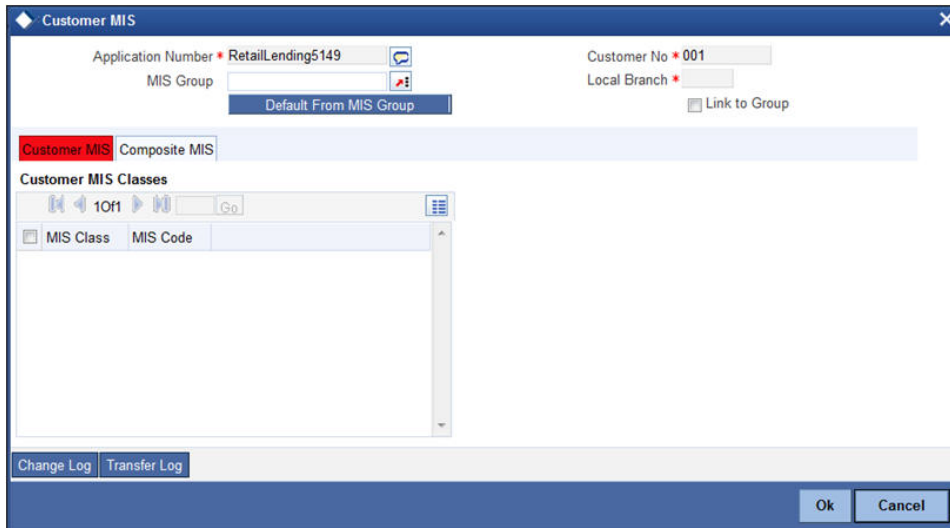 Customer MIS
Application Number * RetailLending5149
Customer No * 001
MIS Group
Local Branch *
Default From MIS Group
Link to Group
Customer MIS Composite MIS
Customer MIS Classes
1Of1 Go
MIS Class MIS Code
Change Log Transfer Log
Ok Cancel